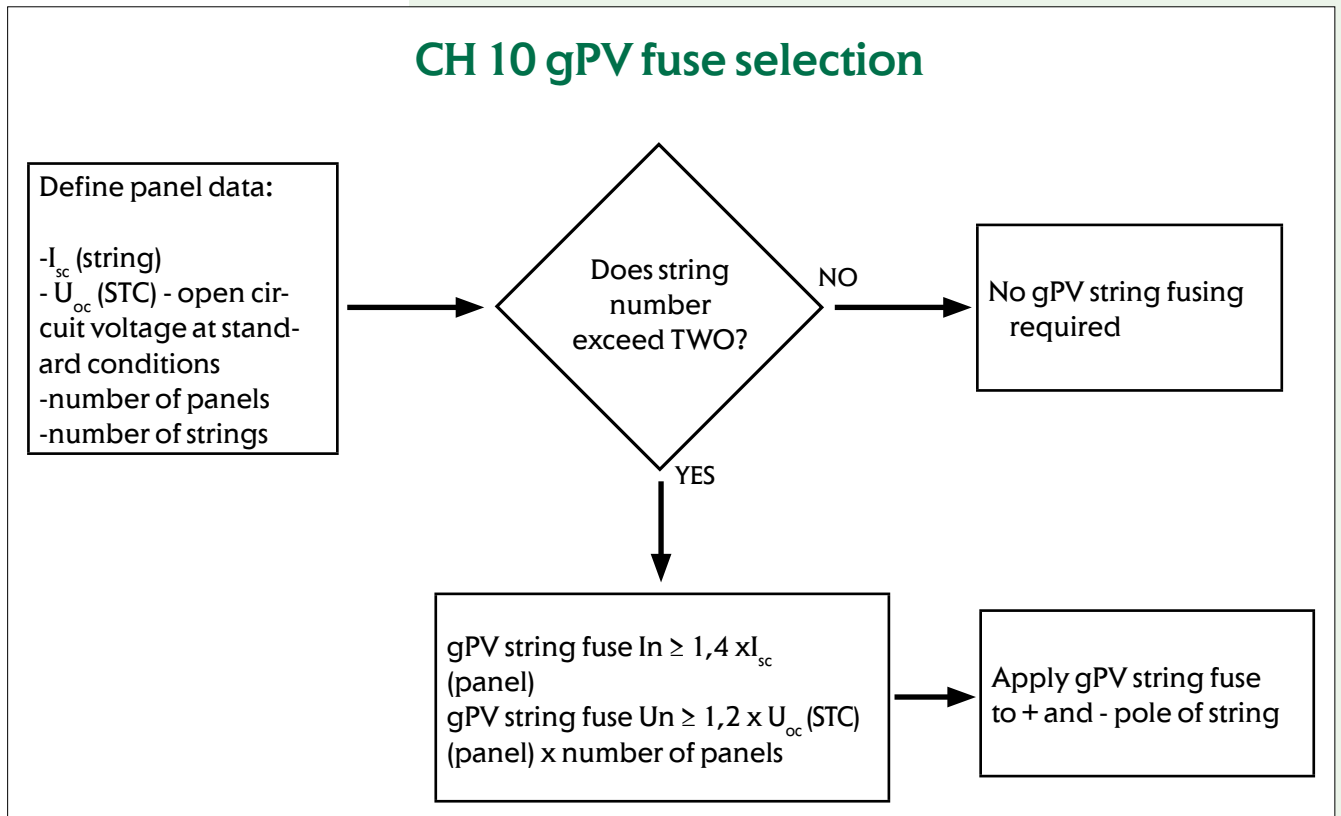 CH 10 gPV fuse selection
Define panel data:
-Isc (string)
- Uoc (STC) - open cir-
cuit voltage at stand-
ard conditions
-number of panels
-number of strings
Does string
number
exceed TWO?
NO
No gPV string fusing
required
YES
gPV string fuse In ≥ 1,4 xIsc
(panel)
gPV string fuse Un ≥ 1,2 x Uoc (STC)
(panel) x number of panels
Apply gPV string fuse
to + and - pole of string